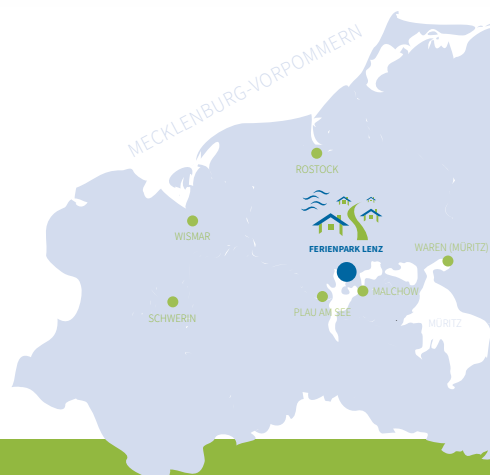 MECKLENBURG-VORPOMMERN
ROSTOCK
WISMAR
FERIENPARK LENZ
WAREN (MÜRITZ)
MALCHOW
SCHWERIN
PLAU AM SEE
MÜRITZ